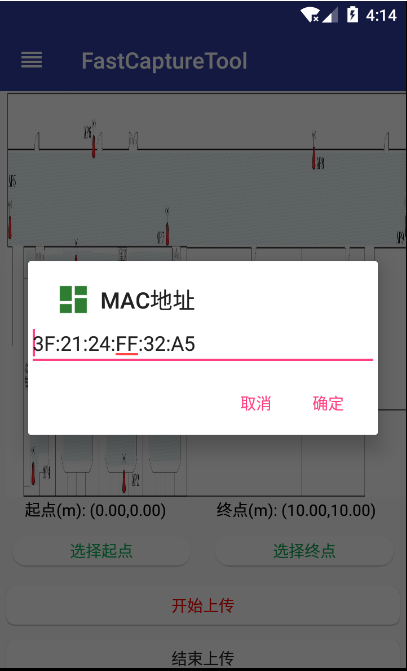 4:14
FastCaptureTool
MAC地址
3F:21:24:FF:32:A5
取消
确定
起点(m): (0.00,0.00)
终点(m): (10.00,10.00)
选择起点
选择终点
开始上传
结束上传